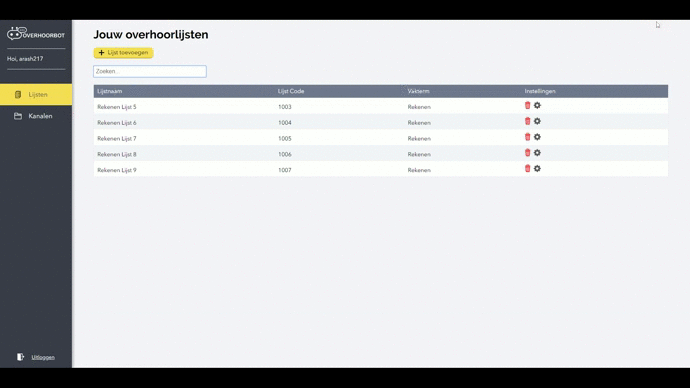 OVERHOORBOT
Jouw overhoorlijsten
Hoi, arash217
+ Lijst toevoegen
Zoeken..
Lijstnaam Lijst Code Vakterm Instellingen
Lijsten
Rekenen Lijst 5 1003 Rekenen
Kanalen
Rekenen Lijst 6 1004 Rekenen
Rekenen Lijst 7 1005 Rekenen
Rekenen Lijst 8 1006 Rekenen
Rekenen Lijst 9 1007 Rekenen
Uitloggen